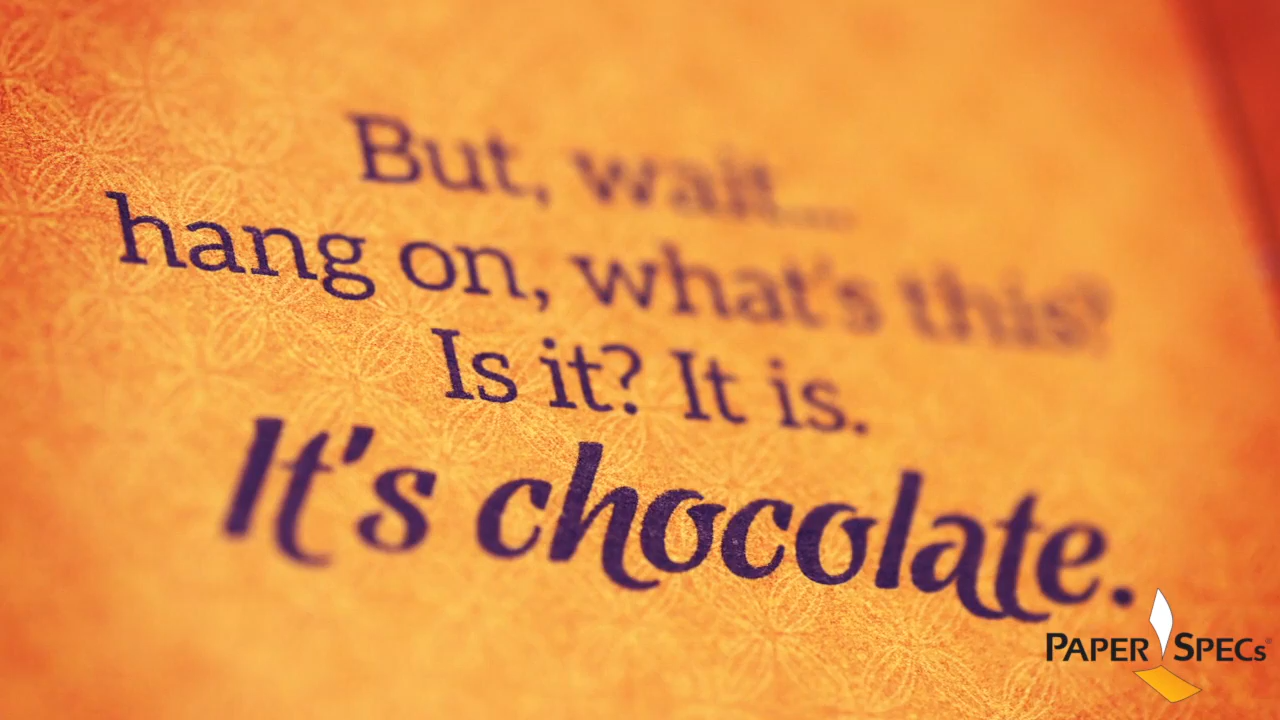 But, wait...
hang on, what's this?
Is it? It is.
It's chocolate.
PAPER SPECS®